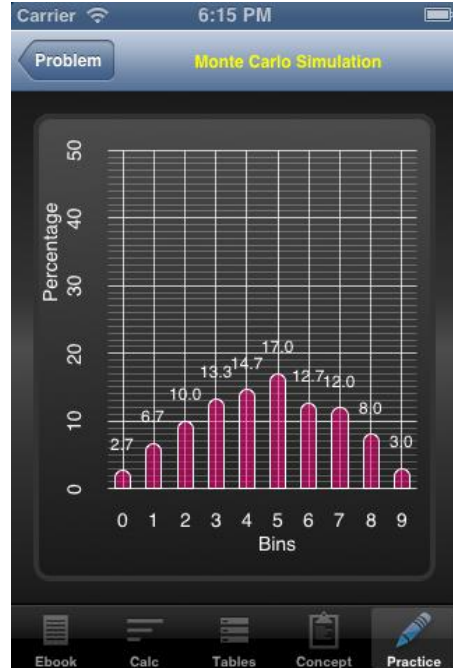 Carrier 6:15 PM
Problem Monte Carlo Simulation
50
40
30
20
10
0
Percentage
2.7 6.7 10.0 13.3 14.7 17.0 12.7 12.0 8.0 3.0
0 1 2 3 4 5 6 7 8 9
Bins
Ebook Calc Tables Concept Practice